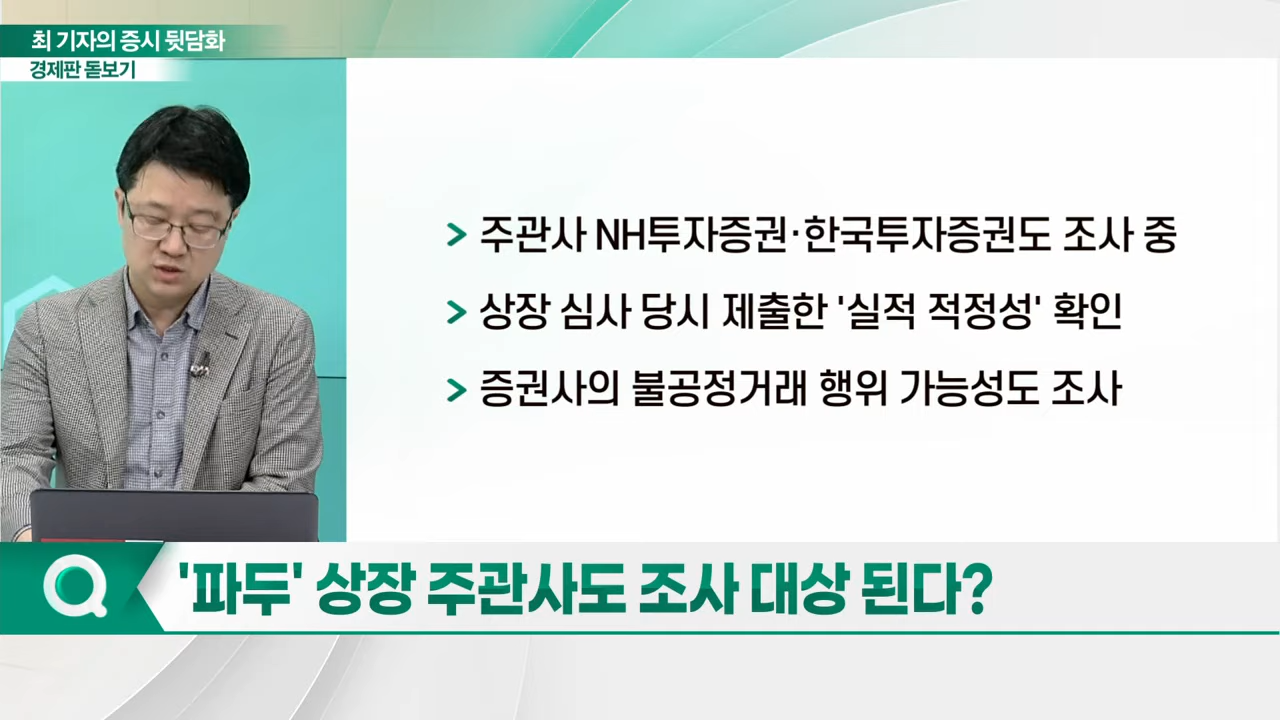 최 기자의 증시 뒷담화
경제판 돋보기
> 주관사 NH투자증권·한국투자증권도 조사 중
> 상장 심사 당시 제출한 '실적 적정성' 확인
> 증권사의 불공정거래 행위 가능성도 조사
'파두' 상장 주관사도 조사 대상 된다?